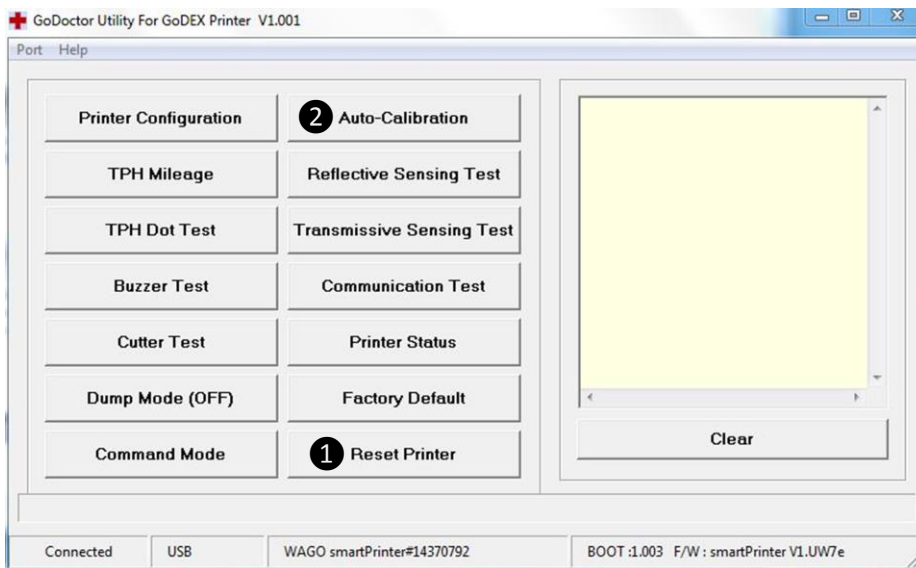 GoDoctor Utility For GoDEX Printer V1.001
Port Help
Printer Configuration
2 Auto-Calibration
TPH Mileage
Reflective Sensing Test
TPH Dot Test
Transmissive Sensing Test
Buzzer Test
Communication Test
Cutter Test
Printer Status
Dump Mode (OFF)
Factory Default
Command Mode
1 Reset Printer
Clear
Connected
USB
WAGO smartPrinter#14370792
BOOT :1.003 F/W : smartPrinter V1.UW7e